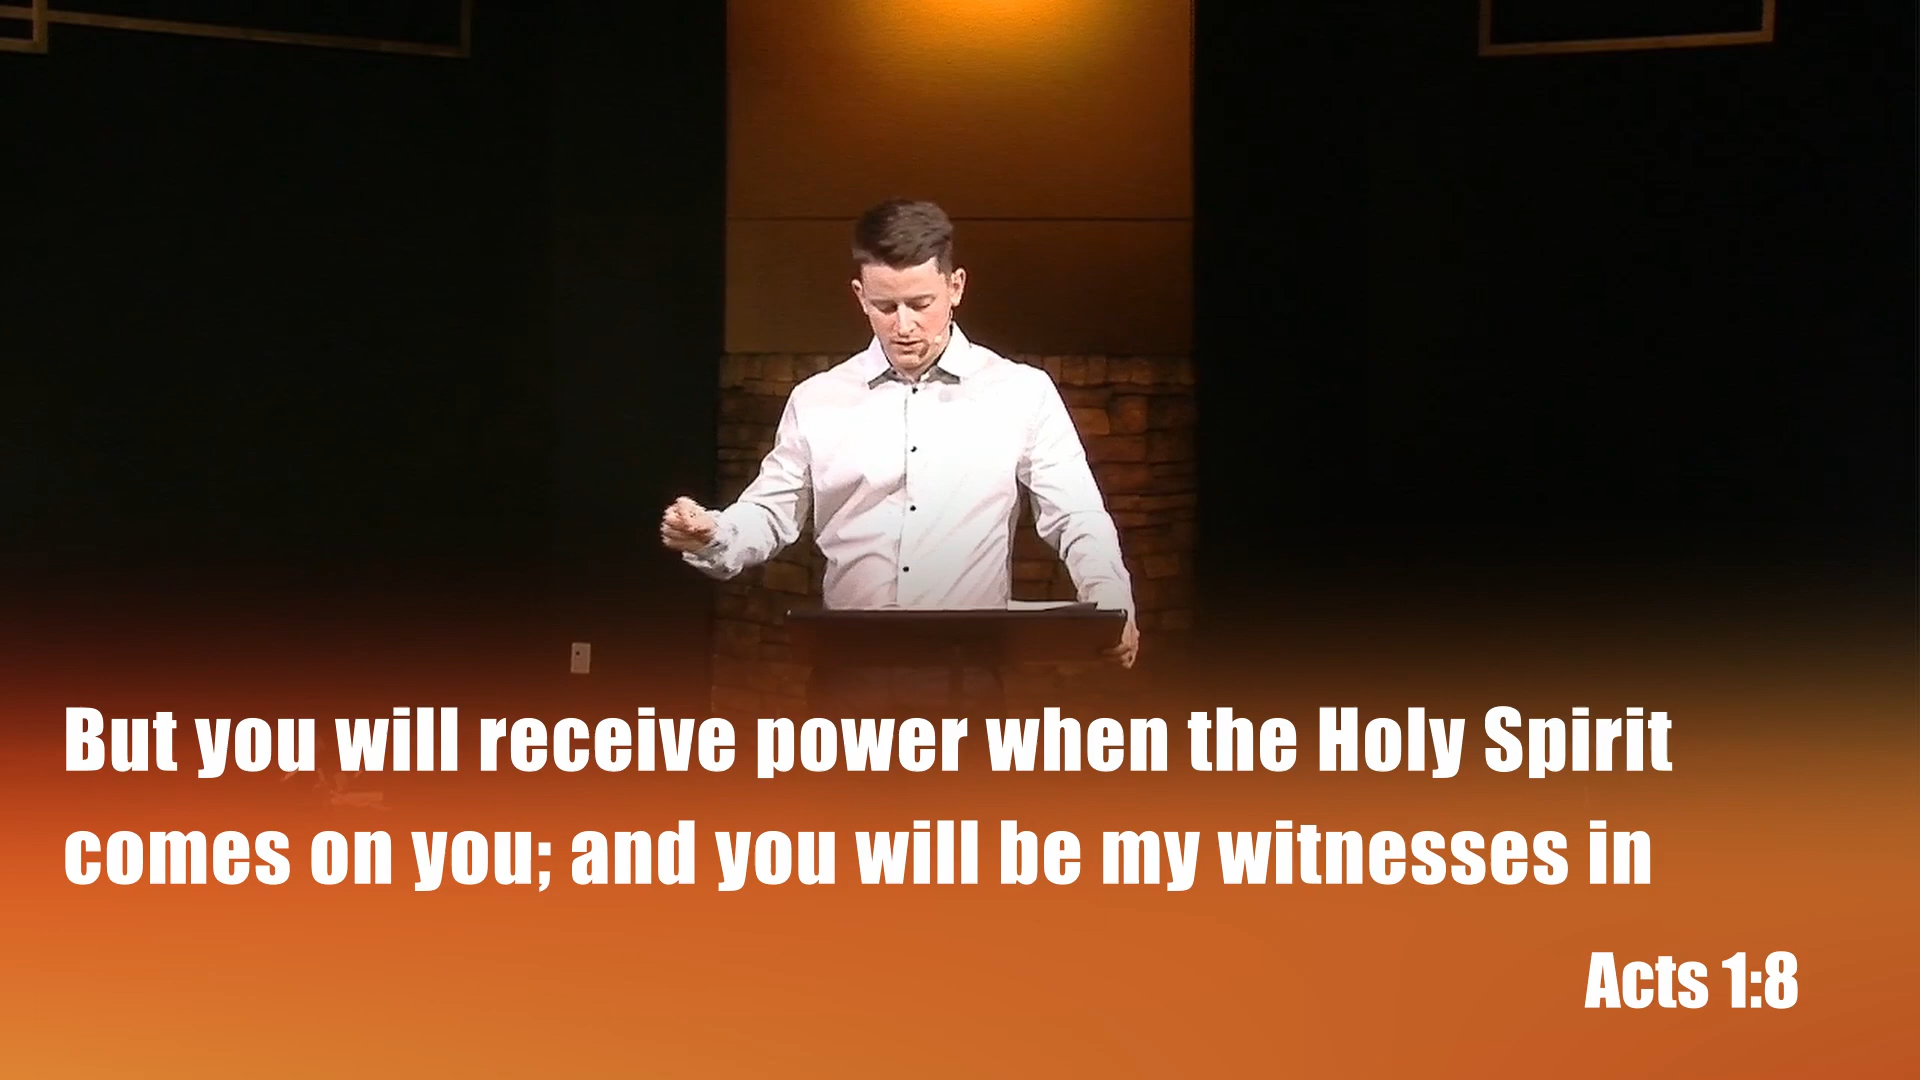 But you will receive power when the Holy Spirit
comes on you; and you will be my witnesses in
Acts 1:8